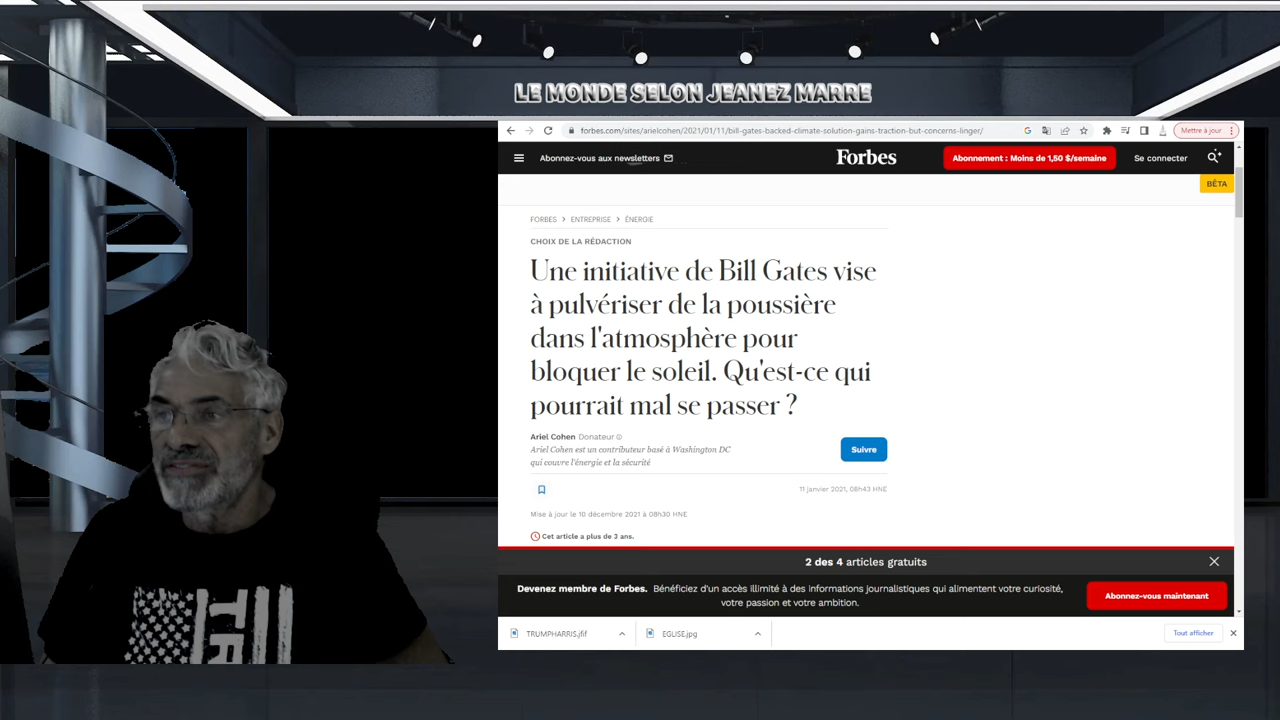 LE MONDE SELON JEANEZ MARRE
forbes.com/sites/arielcohen/2021/01/11/bill-gates-backed-climate-solution-gains-traction-but-concerns-linger/
Mettre à jour
Abonnez-vous aux newsletters
Forbes
Abonnement : Moins de 1,50 $/semaine
Se connecter
BÊTA
FORBES > ENTREPRISE > ÉNERGIE
CHOIX DE LA RÉDACTION
Une initiative de Bill Gates vise
à pulvériser de la poussière
dans l'atmosphère pour
bloquer le soleil. Qu'est-ce qui
pourrait mal se passer ?
Ariel Cohen Donateur
Ariel Cohen est un contributeur basé à Washington DC
qui couvre l'énergie et la sécurité
Suivre
11 janvier 2021, 08h43 HNE
Mise à jour le 10 décembre 2021 à 08h30 HNE
Cet article a plus de 3 ans.
2 des 4 articles gratuits
Devenez membre de Forbes. Bénéficiez d'un accès illimité à des informations journalistiques qui alimentent votre curiosité,
votre passion et votre ambition.
Abonnez-vous maintenant
TRUMPHARRIS.jfif
EGLISE.jpg
Tout afficher
TR